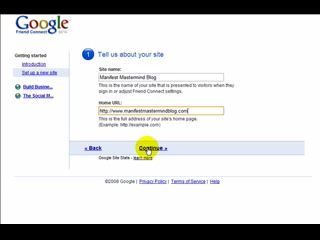 Google
Friend Connect BETA
Getting started
Introduction
Set up a new site
Build Busine...
The Social M...
1 Tell us about your site
Site name:
Manifest Mastermind Blog
This is the name of your site that is presented to visitors when they
sign in or adjust Friend Connect settings.
Home URL:
http://www.manifestmastermindblog.com
This is the full address of your site's home page.
(Example: http://example.com)
« Back
Continue »
Google Site Stats - learn more
©2008 Google | Privacy Policy | Terms of Service | Help